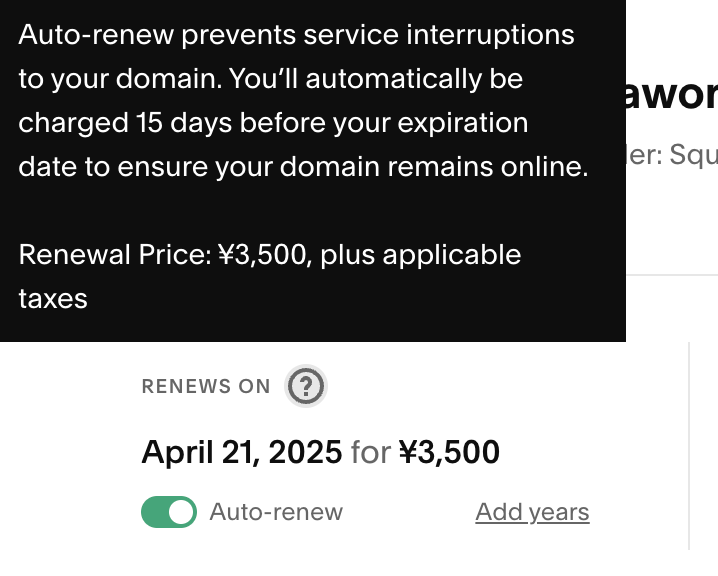 Auto-renew prevents service interruptions
to your domain. You’ll automatically be
charged 15 days before your expiration
date to ensure your domain remains online.
Renewal Price: ¥3,500, plus applicable
taxes
awor
ler: Squ
RENEWS ON ?
April 21, 2025 for ¥3,500
Auto-renew Add years